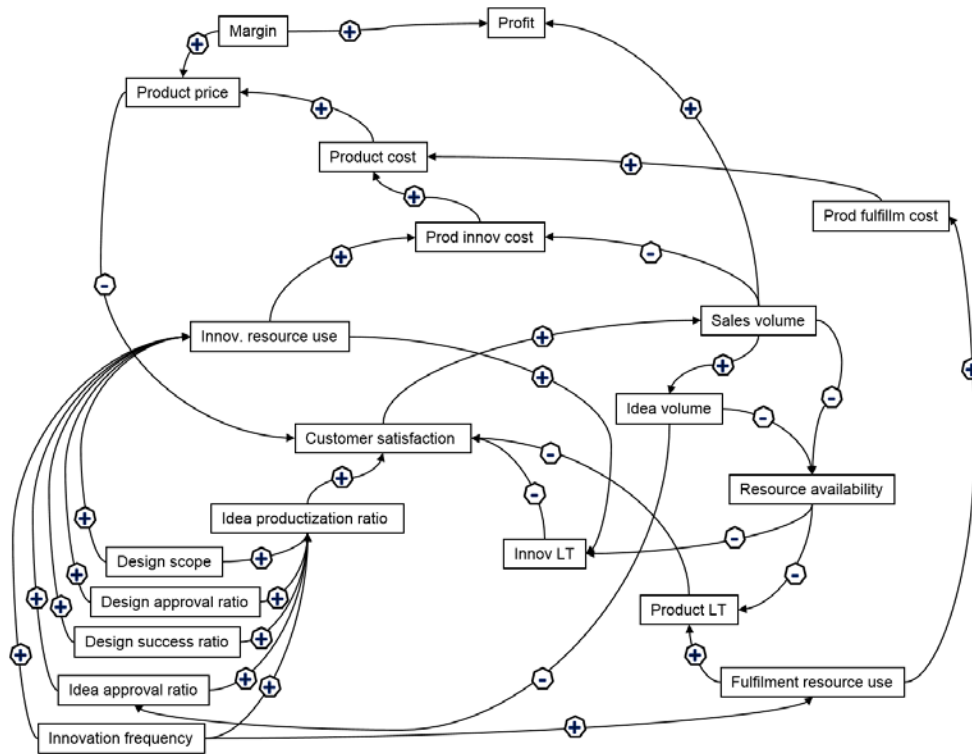 Margin
+
Profit
+
Product price
+
+
Product cost
+
+
Prod fulfillm cost
Prod innov cost
-
+
-
Sales volume
Innov. resource use
+
+
+
Idea volume
-
-
+
Customer satisfaction
-
+
-
Resource availability
Idea productization ratio
+
-
Innov LT
Design scope
+
-
+
Design approval ratio
+
Product LT
+
+
Design success ratio
+
+
+
+
Idea approval ratio
+
+
-
Fulfilment resource use
Innovation frequency
+